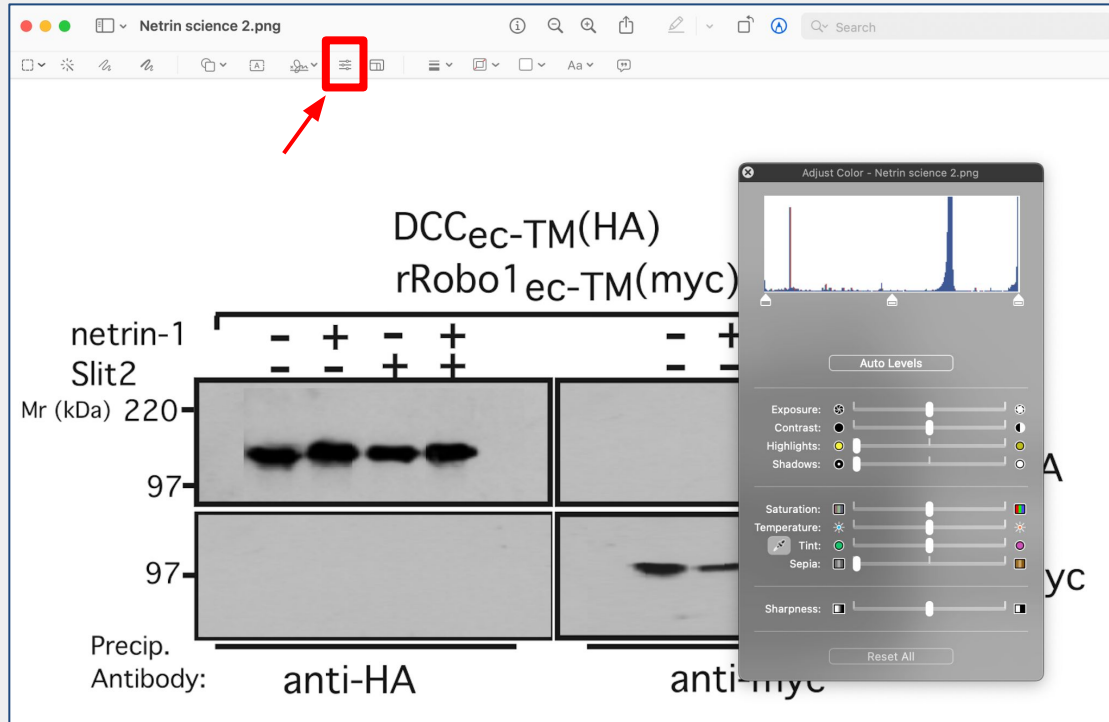 Netrin science 2.png
Search
A
Aa
Adjust Color - Netrin science 2.png
DCCec-TM(HA)
rRobo1ec-TM(myc)
Auto Levels
netrin-1 - + - + - +
Slit2 - - + + - -
Mr (kDa) 220-
97-
A
97-
yc
Exposure:
Contrast:
Highlights:
Shadows:
Saturation:
Temperature:
Tint:
Sepia:
Sharpness:
Reset All
Precip.
Antibody:
anti-HA
anti-myc